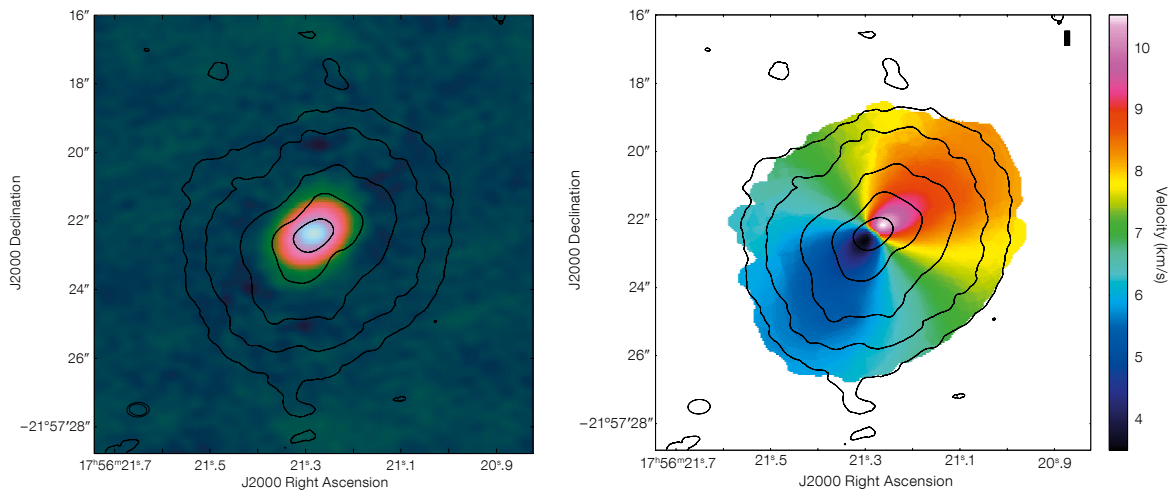 16″
18″
20″
22″
24″
26″
−21°57′28″
J2000 Declination
17ʰ56ᵐ21ˢ.7
21ˢ.5
21ˢ.3
21ˢ.1
20ˢ.9
J2000 Right Ascension
16″
18″
20″
22″
24″
26″
−21°57′28″
J2000 Declination
17ʰ56ᵐ21ˢ.7
21ˢ.5
21ˢ.3
21ˢ.1
20ˢ.9
J2000 Right Ascension
10
9
8
7
6
5
4
Velocity (km/s)